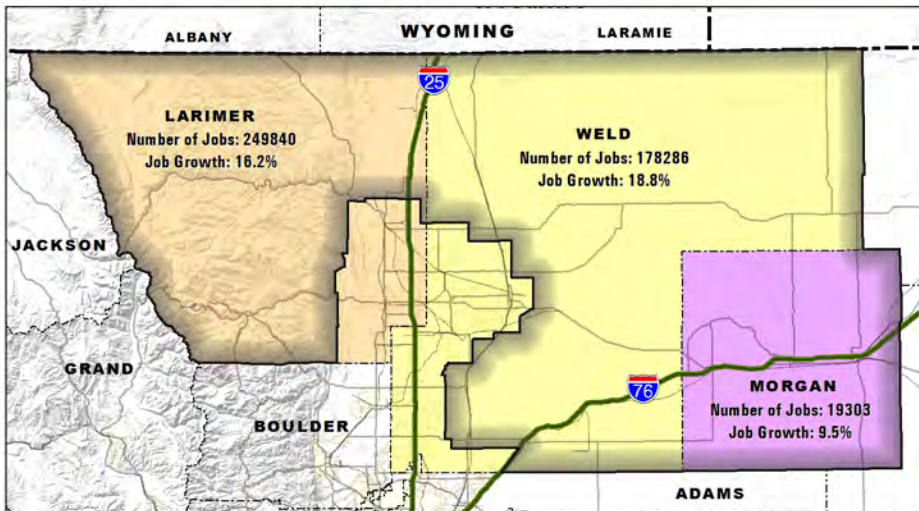 WYOMING
ALBANY
LARAMIE
25
LARIMER
Number of Jobs: 249840
Job Growth: 16.2%
WELD
Number of Jobs: 178286
Job Growth: 18.8%
JACKSON
GRAND
BOULDER
76
MORGAN
Number of Jobs: 19303
Job Growth: 9.5%
ADAMS